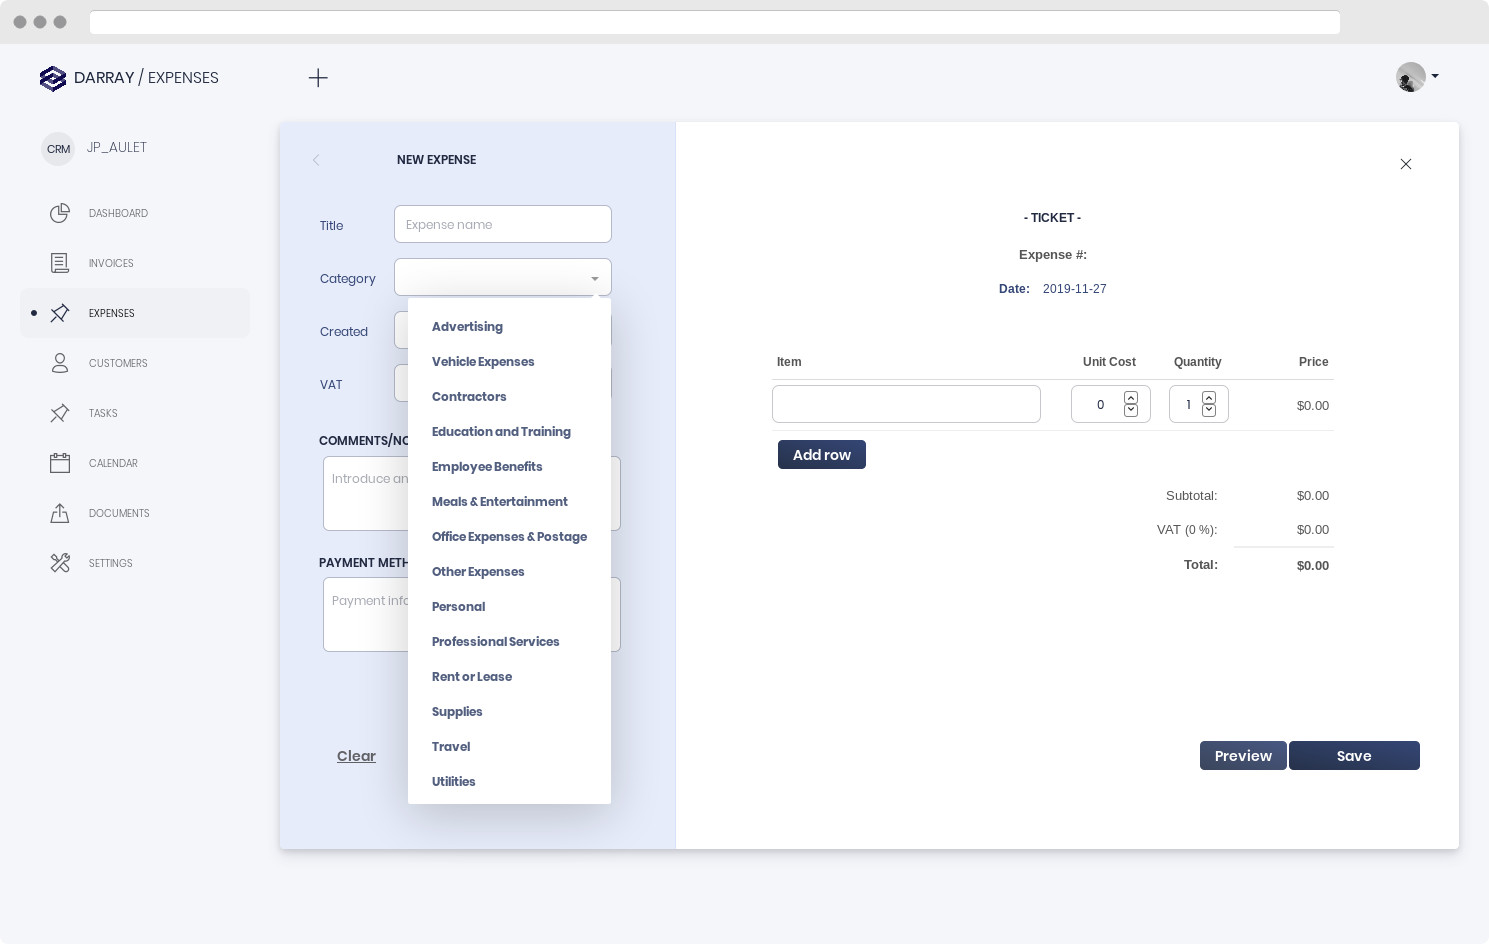 DARRAY / EXPENSES
CRM JP_AULET
DASHBOARD
INVOICES
EXPENSES
CUSTOMERS
TASKS
CALENDAR
DOCUMENTS
SETTINGS
NEW EXPENSE
Title Expense name
Category
Created
VAT
COMMENTS/NO
Introduce an
PAYMENT METH
Payment info
Clear
Advertising
Vehicle Expenses
Contractors
Education and Training
Employee Benefits
Meals & Entertainment
Office Expenses & Postage
Other Expenses
Personal
Professional Services
Rent or Lease
Supplies
Travel
Utilities
- TICKET -
Expense #:
Date: 2019-11-27
Item Unit Cost Quantity Price
0 1 $0.00
Add row
Subtotal: $0.00
VAT (0 %): $0.00
Total: $0.00
Preview Save